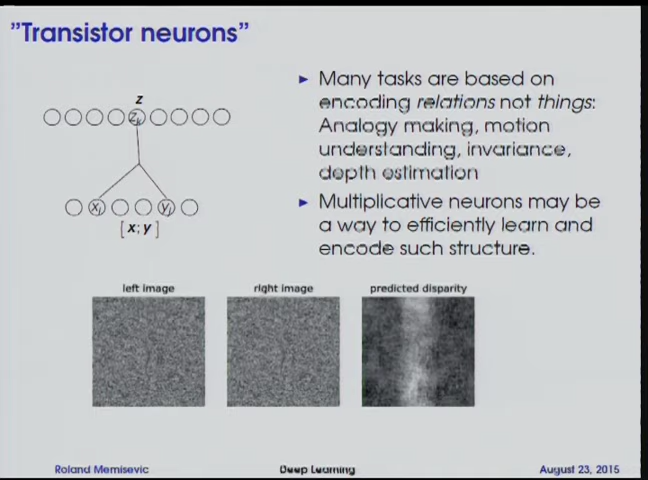 "Transistor neurons"
z
z_k
x_i
y_j
[ x; y ]
► Many tasks are based on
encoding relations not things:
Analogy making, motion
understanding, invariance,
depth estimation
► Multiplicative neurons may be
a way to efficiently learn and
encode such structure.
left image
right image
predicted disparity
Roland Memisevic
Deep Learning
August 23, 2015